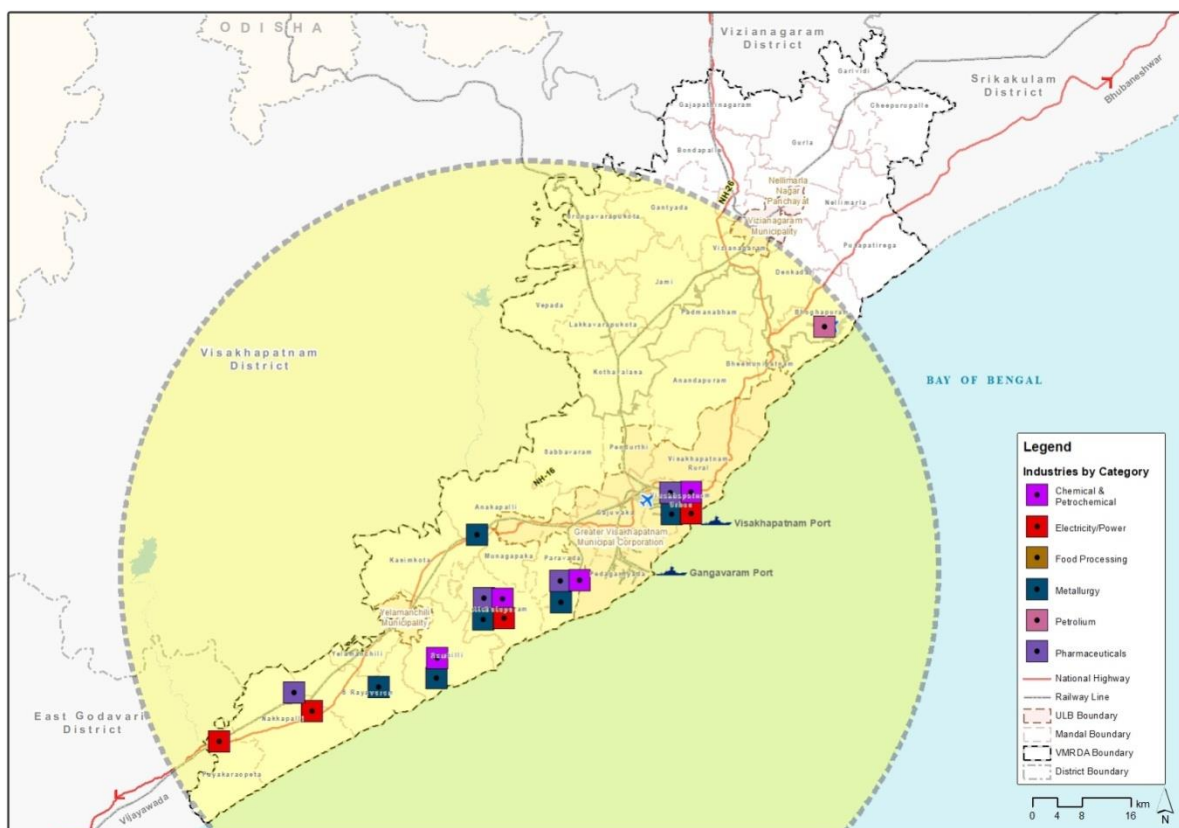 ODISHA
Vizianagaram
District
Srikakulam
District
Bhubaneshwar
Garividi
Gajapathinagaram
Cheepurupalle
Gurla
Bondapalle
NH-26
Nellimarla
Nagar
Panchayat
Gantyada
Nellimarla
Vizianagaram
Municipality
Vizianagaram
Denkada
Jami
Vepada
Padmanabham
Lakkavarapukota
Visakhapatnam
District
Kothavalasa
Anandapuram
BAY OF BENGAL
Sabbavaram
Pendurthi
Visakhapatnam
Rural
NH-16
Anakapalli
Gajuwaka
Visakhapatnam Port
Greater Visakhapatnam
Municipal Corporation
Kasimkota
Munagapaka
Paravada
Pedagantyada
Gangavaram Port
Yelamanchili
Municipality
Yelamanchili
East Godavari
District
Nakkapalli
Payakaraopeta
Vijayawada
Legend
Industries by Category
Chemical &
Petrochemical
Electricity/Power
Food Processing
Metallurgy
Petrolium
Pharmaceuticals
National Highway
Railway Line
ULB Boundary
Mandal Boundary
VMRDA Boundary
District Boundary
km
0 4 8 16
N